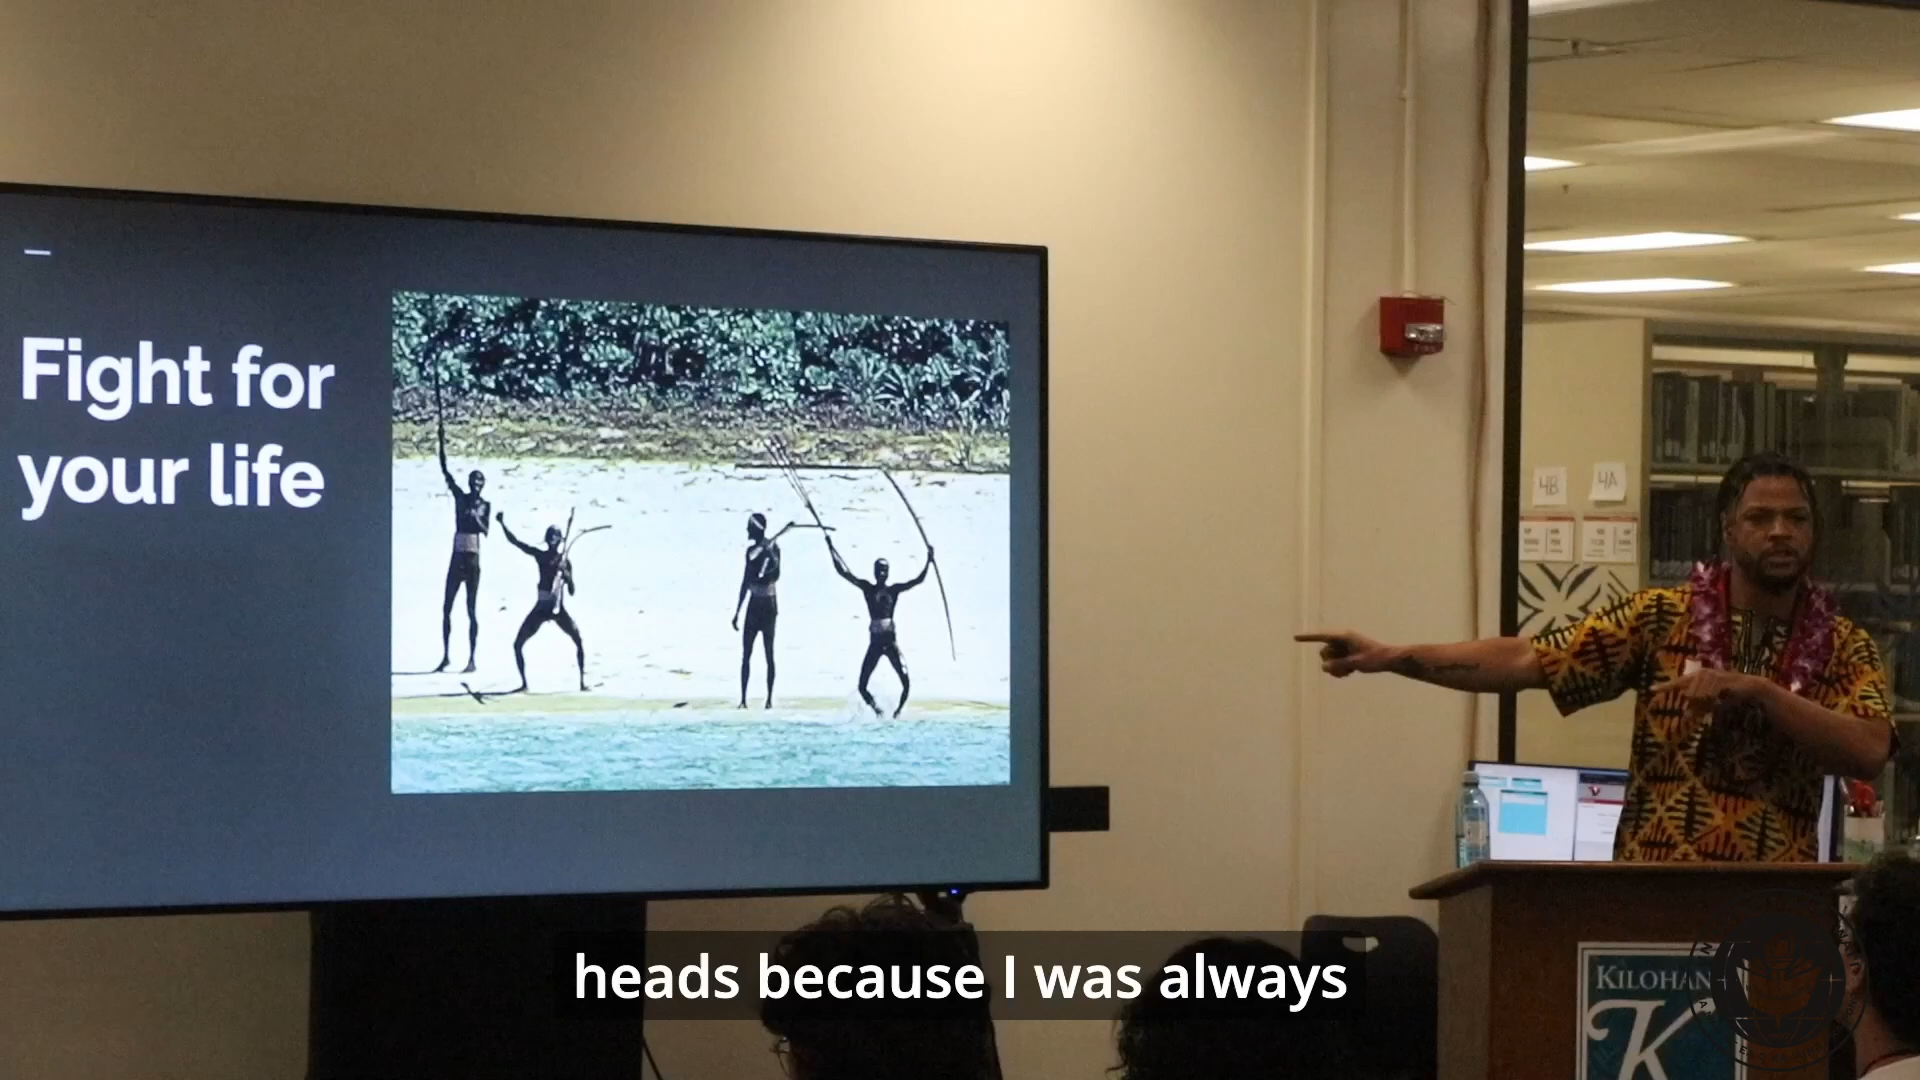 Fight for
your life
4B
4A
heads because I was always
KILOHAN
K